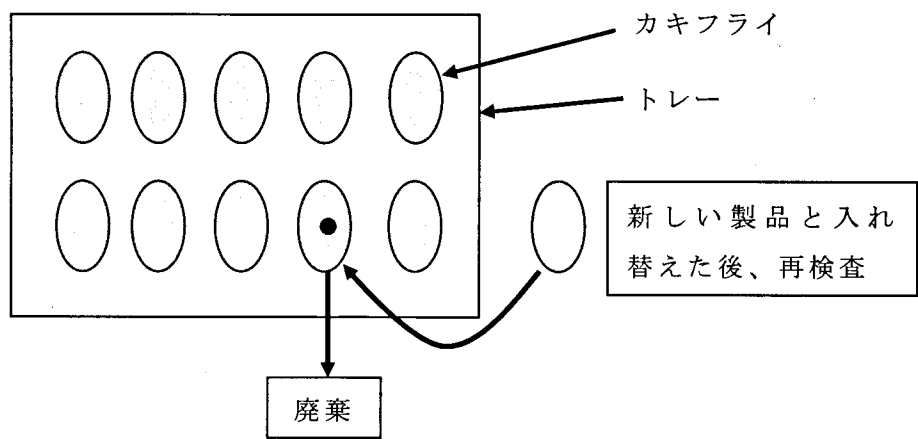 カキフライ
トレー
新しい製品と入れ
替えた後、再検査
廃棄